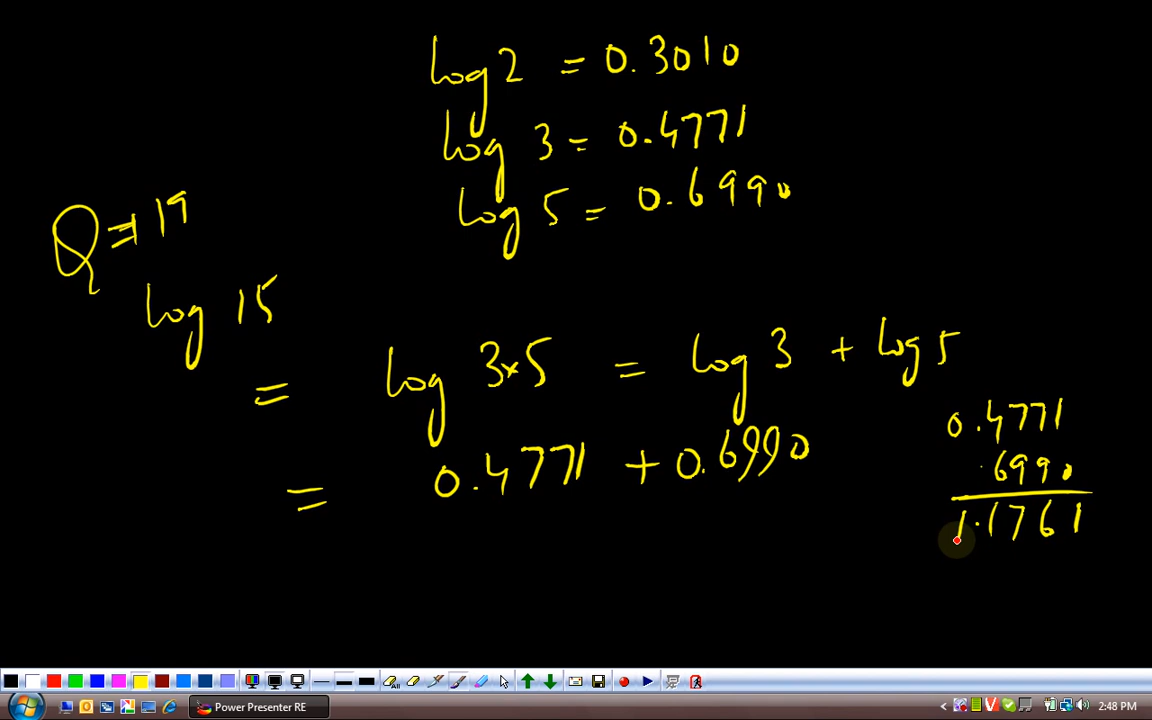 log 2 = 0.3010
log 3 = 0.4771
log 5 = 0.6990
Q = 19
log 15
= log 3×5 = log 3 + log 5
= 0.4771 + 0.6990
0.4771
.6990
1.1761
Power Presenter RE
2:48 PM